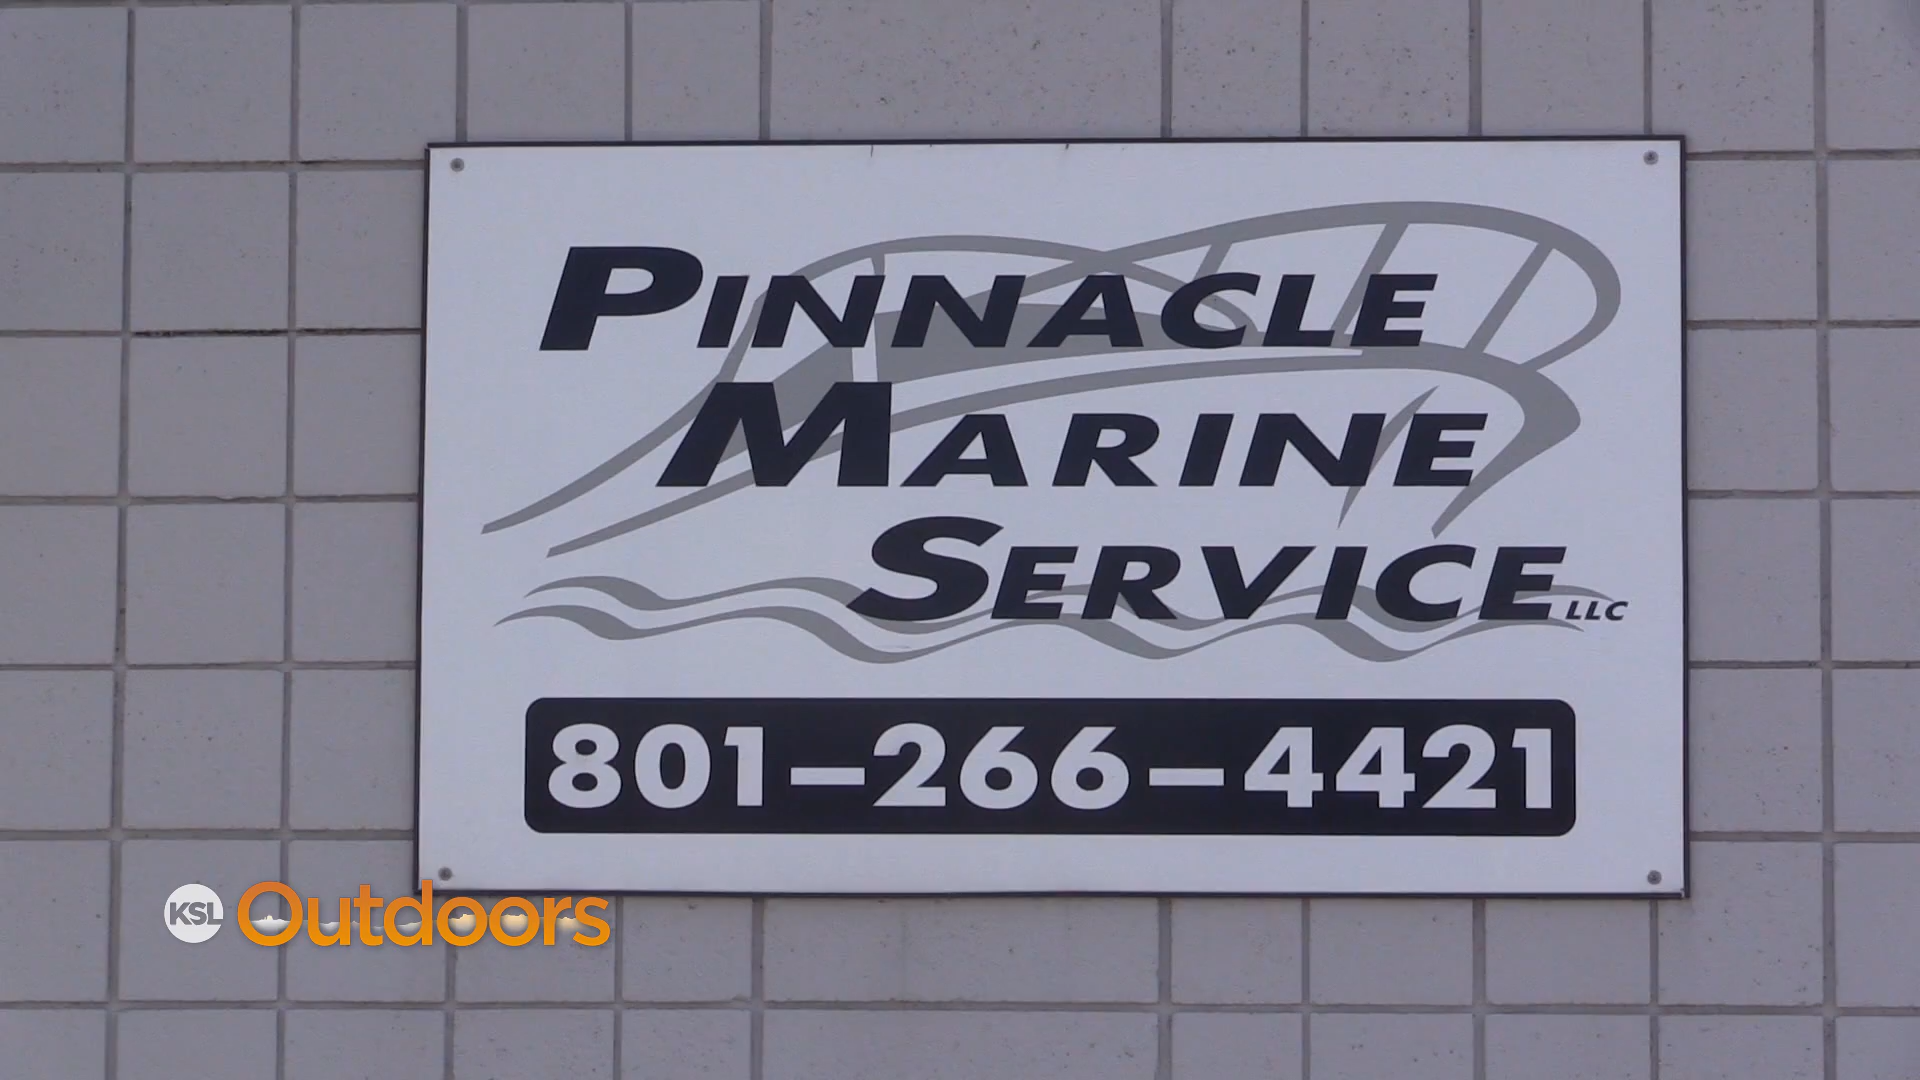 PINNACLE
MARINE
SERVICE LLC
801-266-4421
KSL Outdoors